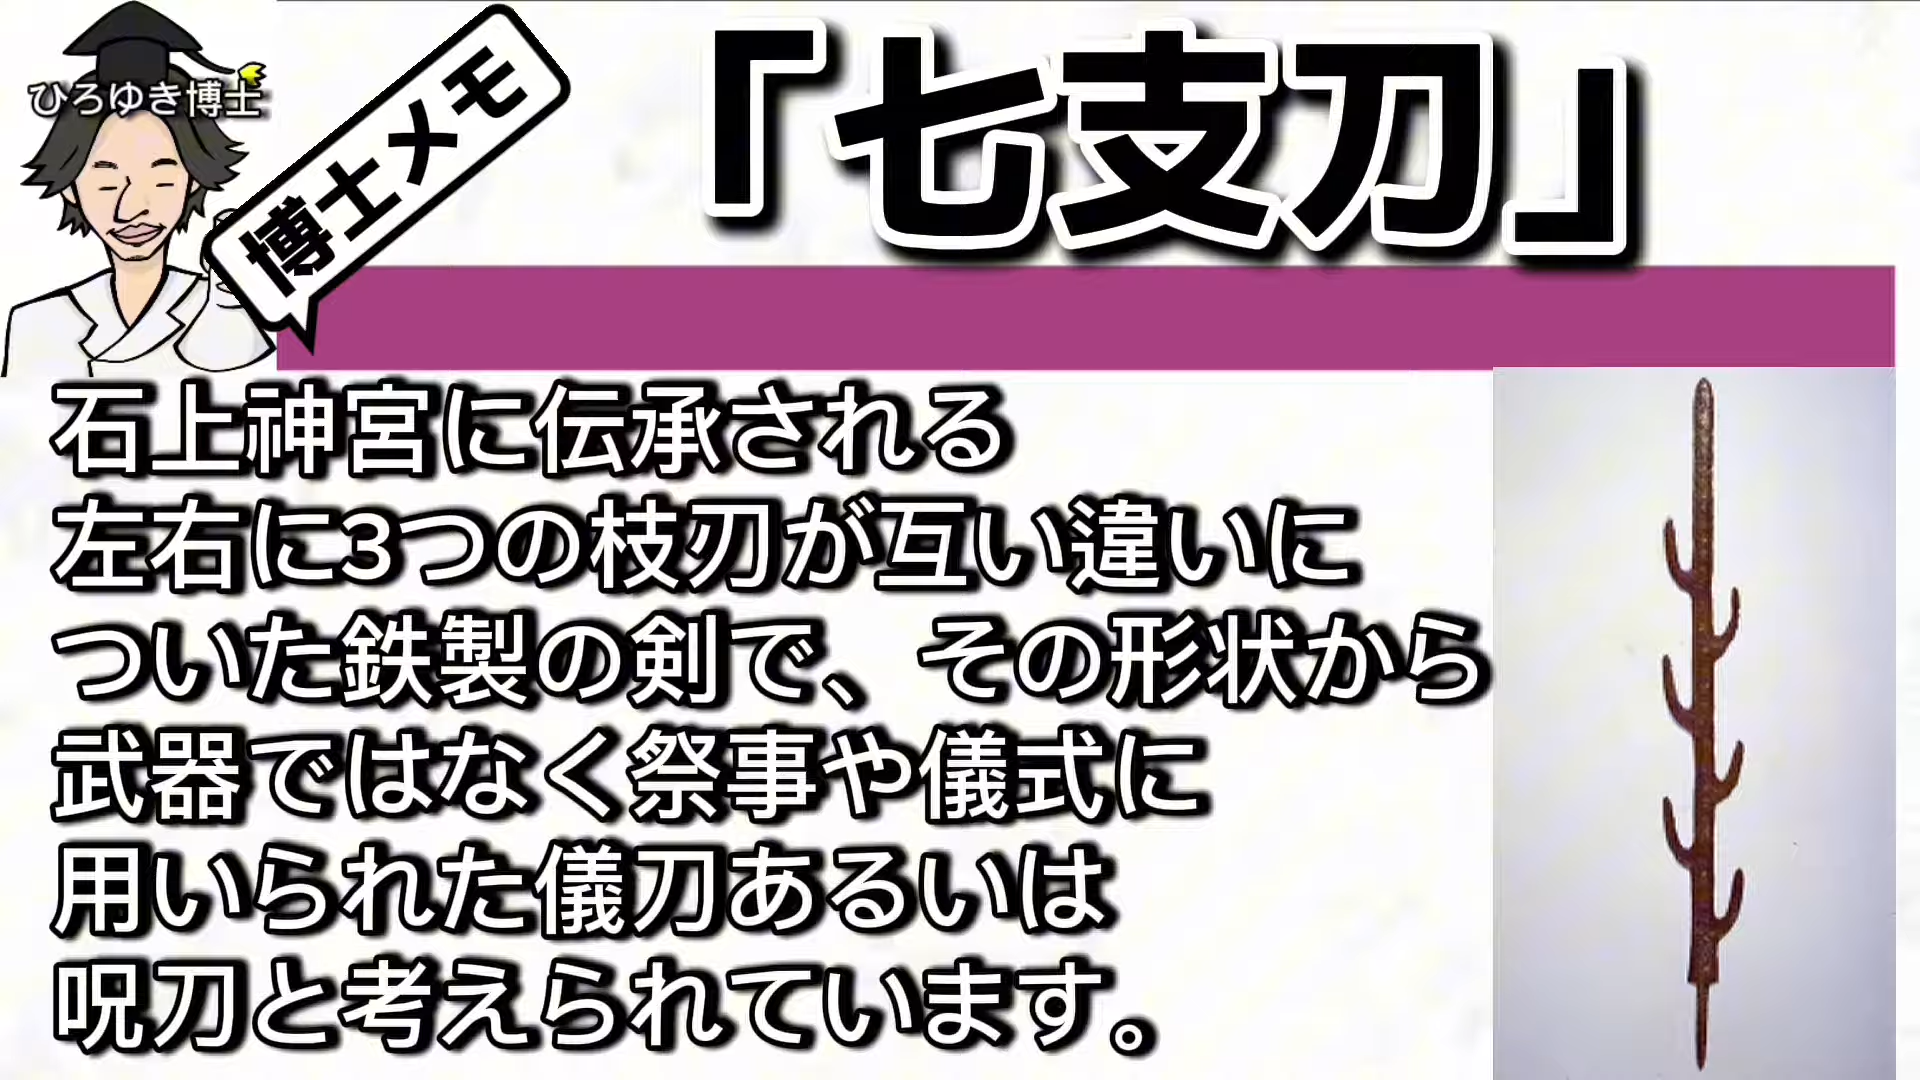 ひろゆき博士
博士メモ
「七支刀」
石上神宮に伝承される
左右に3つの枝刃が互い違いに
ついた鉄製の剣で、その形状から
武器ではなく祭事や儀式に
用いられた儀刀あるいは
呪刀と考えられています。